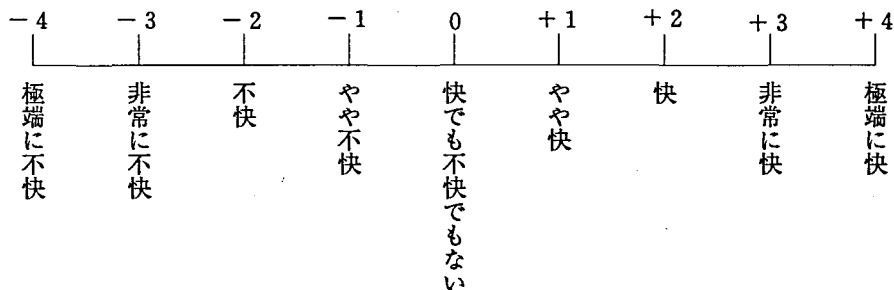 −4 −3 −2 −1 0 +1 +2 +3 +4
極端に不快
非常に不快
不快
やや不快
快でも不快でもない
やや快
快
非常に快
極端に快